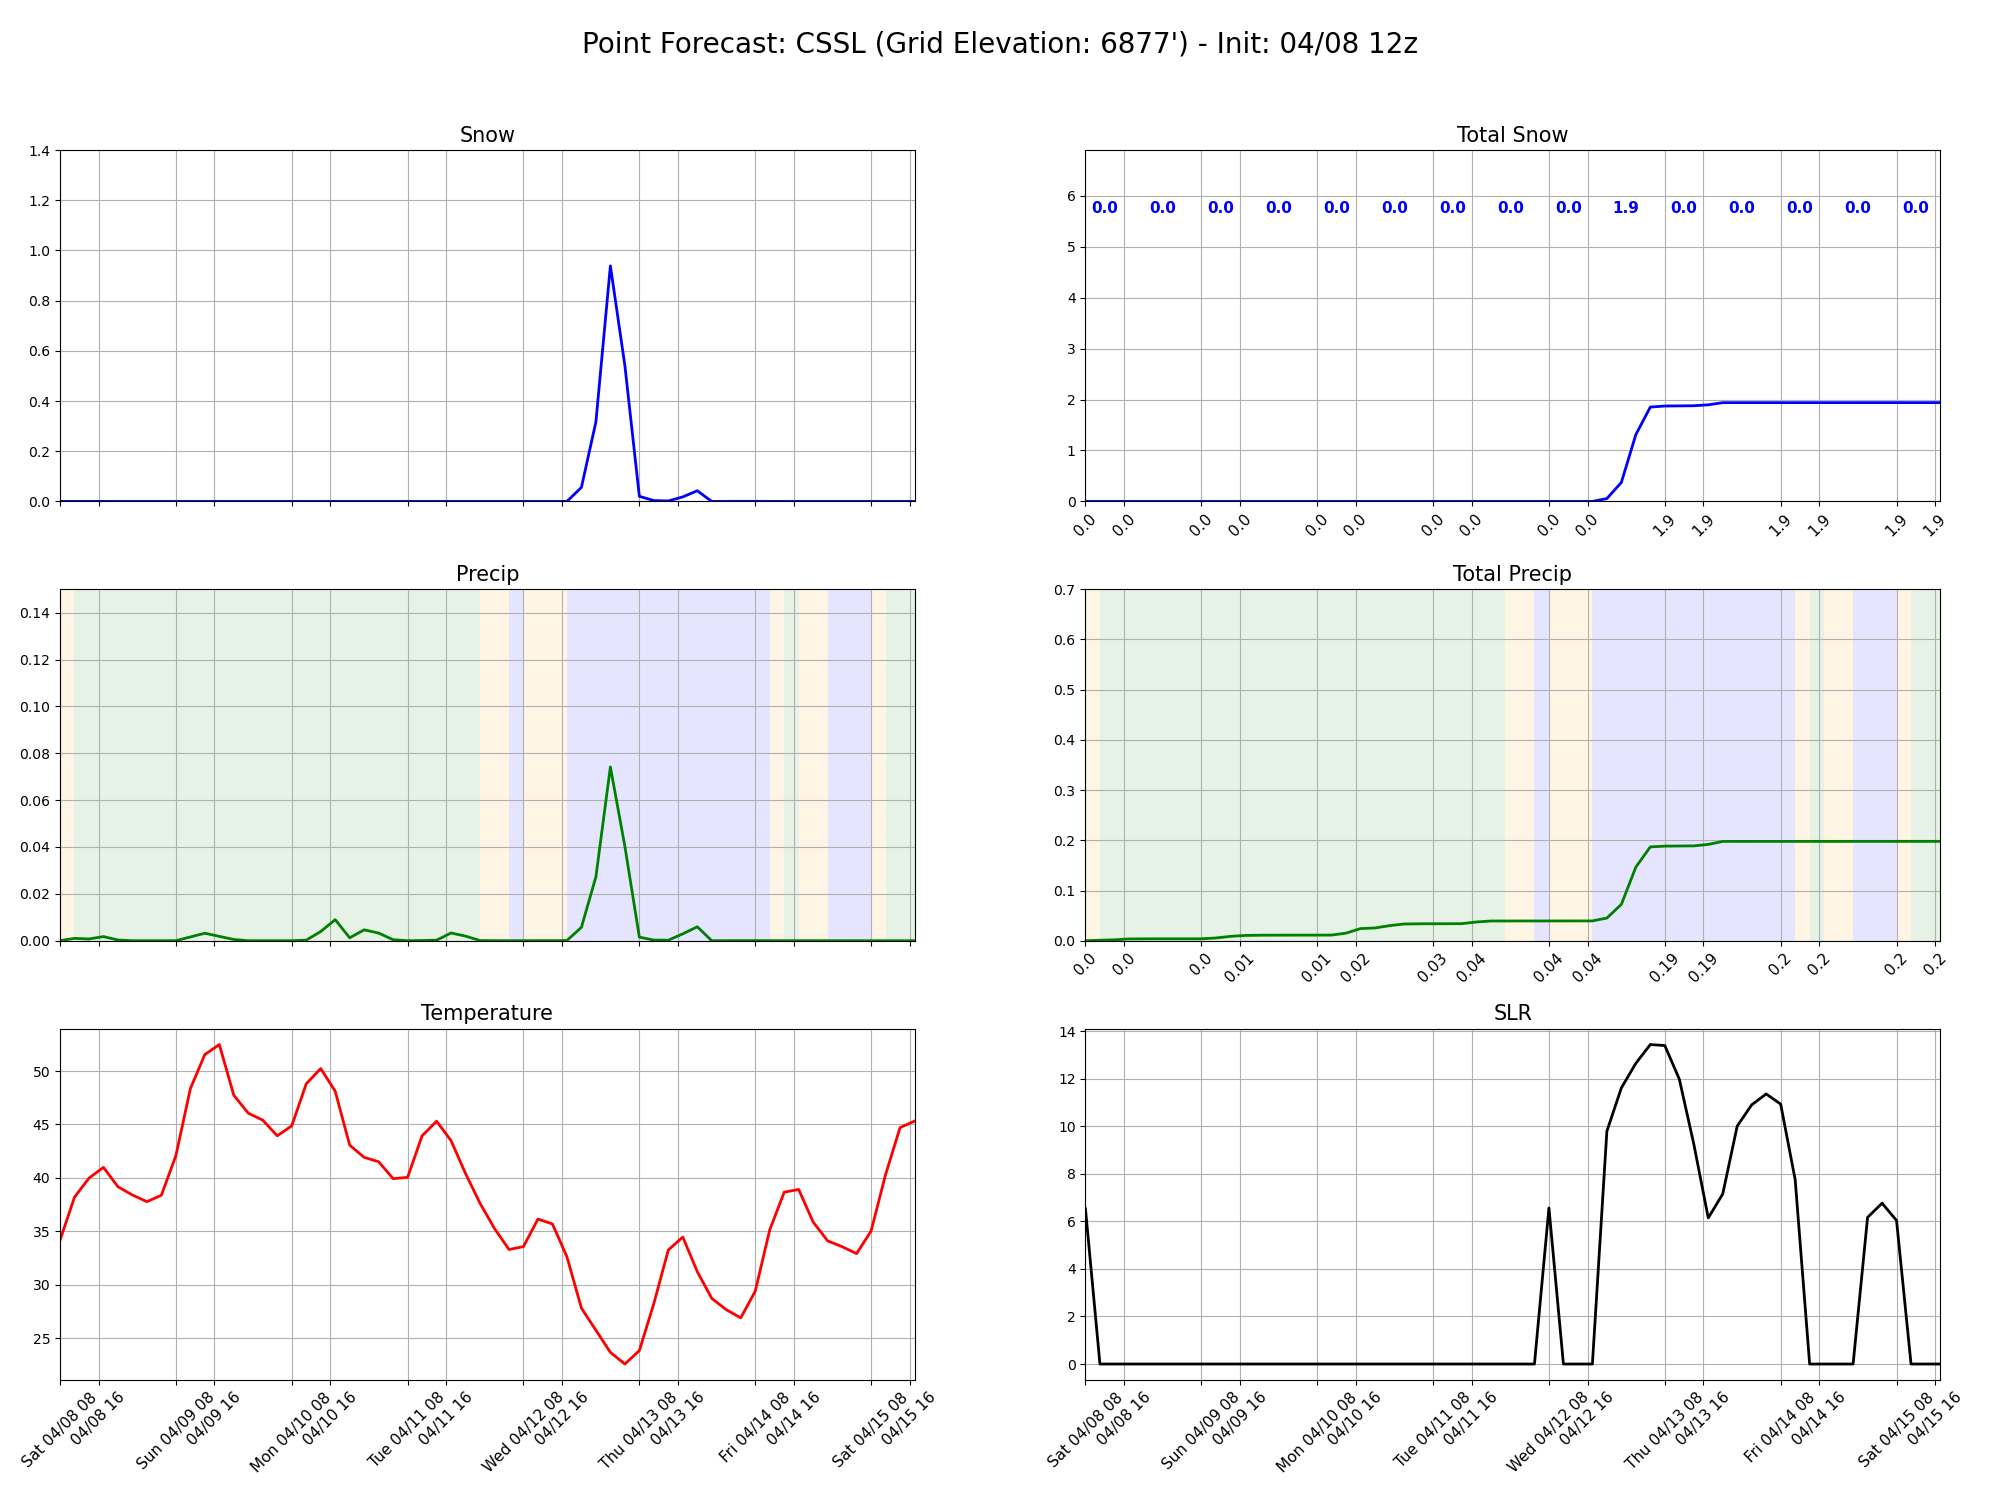 Point Forecast: CSSL (Grid Elevation: 6877') - Init: 04/08 12z
Snow
1.4
1.2
1.0
0.8
0.6
0.4
0.2
0.0
Total Snow
6
5
4
3
2
1
0
0.0 0.0 0.0 0.0 0.0 0.0 0.0 0.0 0.0 1.9 0.0 0.0 0.0 0.0 0.0
0.0 0.0 0.0 0.0 0.0 0.0 0.0 0.0 0.0 0.0 1.9 1.9 1.9 1.9 1.9 1.9
Precip
0.14
0.12
0.10
0.08
0.06
0.04
0.02
0.00
Total Precip
0.7
0.6
0.5
0.4
0.3
0.2
0.1
0.0
0.0 0.0 0.0 0.01 0.01 0.02 0.03 0.04 0.04 0.04 0.19 0.19 0.2 0.2 0.2 0.2
Temperature
50
45
40
35
30
25
Sat 04/08 08
04/08 16
Sun 04/09 08
04/09 16
Mon 04/10 08
04/10 16
Tue 04/11 08
04/11 16
Wed 04/12 08
04/12 16
Thu 04/13 08
04/13 16
Fri 04/14 08
04/14 16
Sat 04/15 08
04/15 16
SLR
14
12
10
8
6
4
2
0
Sat 04/08 08
04/08 16
Sun 04/09 08
04/09 16
Mon 04/10 08
04/10 16
Tue 04/11 08
04/11 16
Wed 04/12 08
04/12 16
Thu 04/13 08
04/13 16
Fri 04/14 08
04/14 16
Sat 04/15 08
04/15 16